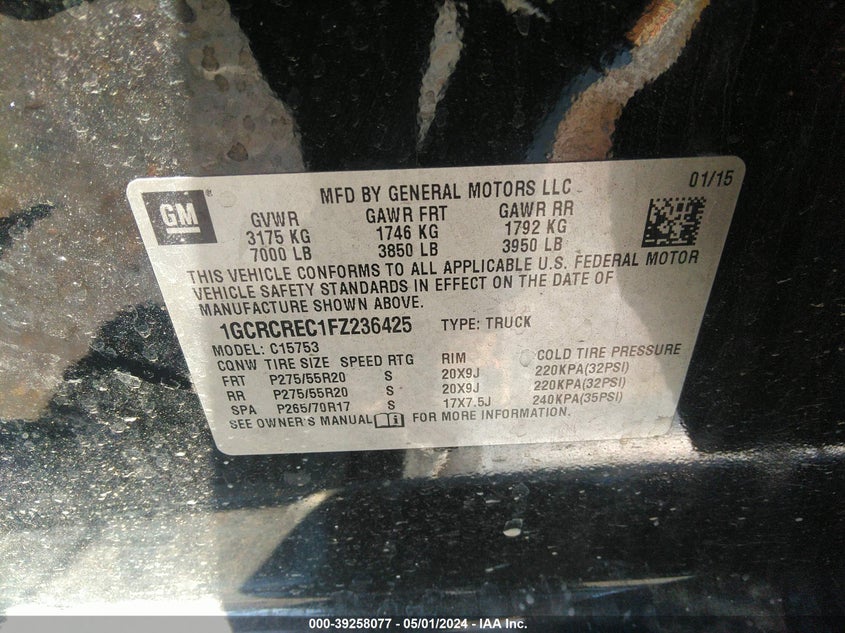 GM ®
MFD BY GENERAL MOTORS LLC 01/15
GVWR GAWR FRT GAWR RR
3175 KG 1746 KG 1792 KG
7000 LB 3850 LB 3950 LB
THIS VEHICLE CONFORMS TO ALL APPLICABLE U.S. FEDERAL MOTOR
VEHICLE SAFETY STANDARDS IN EFFECT ON THE DATE OF
MANUFACTURE SHOWN ABOVE.
1GCRCREC1FZ236425 TYPE: TRUCK
MODEL: C15753
CQNW TIRE SIZE SPEED RTG RIM COLD TIRE PRESSURE
FRT P275/55R20 S 20X9J 220KPA(32PSI)
RR P275/55R20 S 20X9J 220KPA(32PSI)
SPA P265/70R17 S 17X7.5J 240KPA(35PSI)
SEE OWNER'S MANUAL FOR MORE INFORMATION.
000-39258077 - 05/01/2024 - IAA Inc.